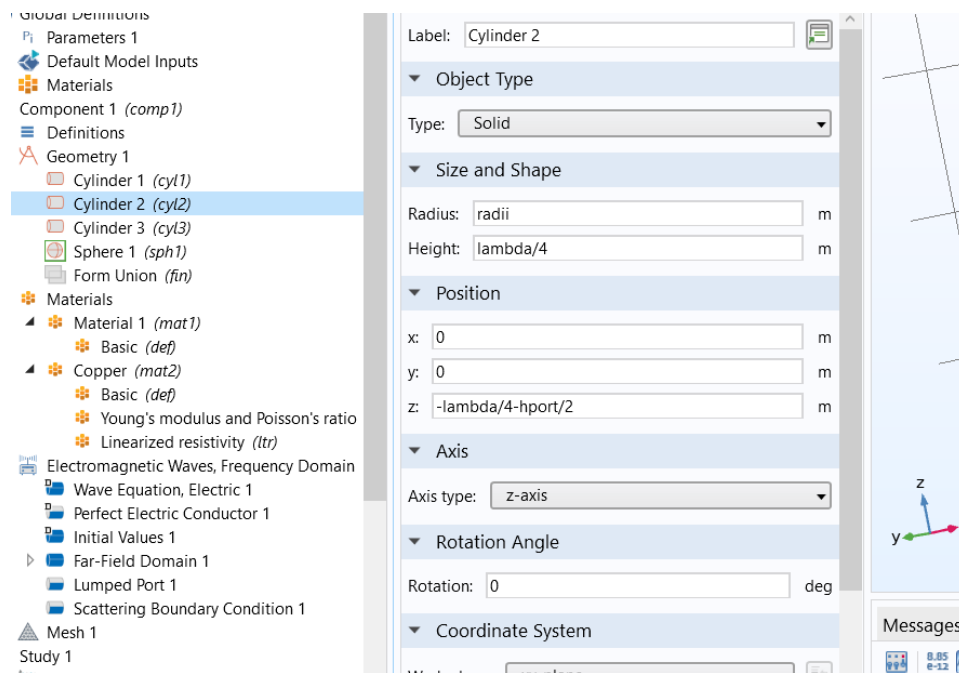 Global Definitions
Pi Parameters 1
Default Model Inputs
Materials
Component 1 (comp1)
Definitions
Geometry 1
Cylinder 1 (cyl1)
Cylinder 2 (cyl2)
Cylinder 3 (cyl3)
Sphere 1 (sph1)
Form Union (fin)
Materials
Material 1 (mat1)
Basic (def)
Copper (mat2)
Basic (def)
Young's modulus and Poisson's ratio
Linearized resistivity (ltr)
Electromagnetic Waves, Frequency Domain
D Wave Equation, Electric 1
D Perfect Electric Conductor 1
D Initial Values 1
Far-Field Domain 1
Lumped Port 1
Scattering Boundary Condition 1
Mesh 1
Study 1
Label: Cylinder 2
Object Type
Type: Solid
Size and Shape
Radius: radii m
Height: lambda/4 m
Position
x: 0 m
y: 0 m
z: -lambda/4-hport/2 m
Axis
Axis type: z-axis
Rotation Angle
Rotation: 0 deg
Coordinate System
z
y
Messages
8.85
e-12